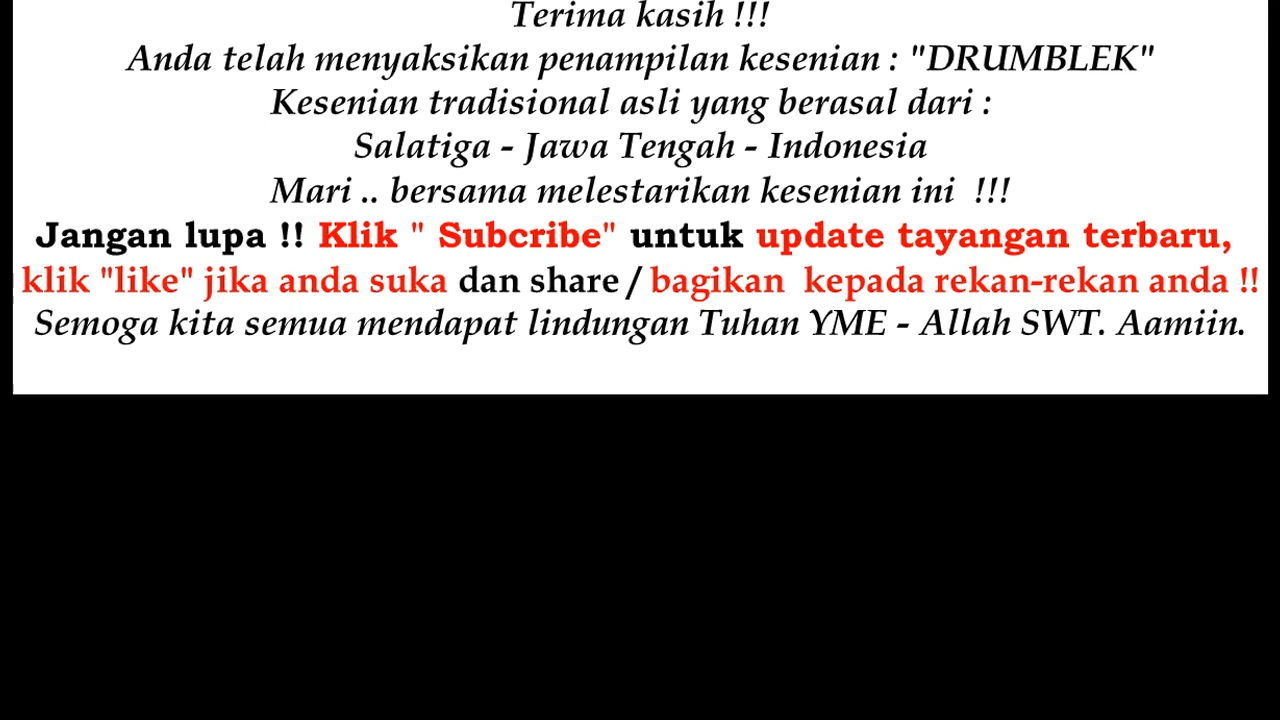 Terima kasih !!!
Anda telah menyaksikan penampilan kesenian : "DRUMBLEK"
Kesenian tradisional asli yang berasal dari :
Salatiga - Jawa Tengah - Indonesia
Mari .. bersama melestarikan kesenian ini !!!
Jangan lupa !! Klik " Subcribe" untuk update tayangan terbaru,
klik "like" jika anda suka dan share / bagikan kepada rekan-rekan anda !!
Semoga kita semua mendapat lindungan Tuhan YME - Allah SWT. Aamiin.